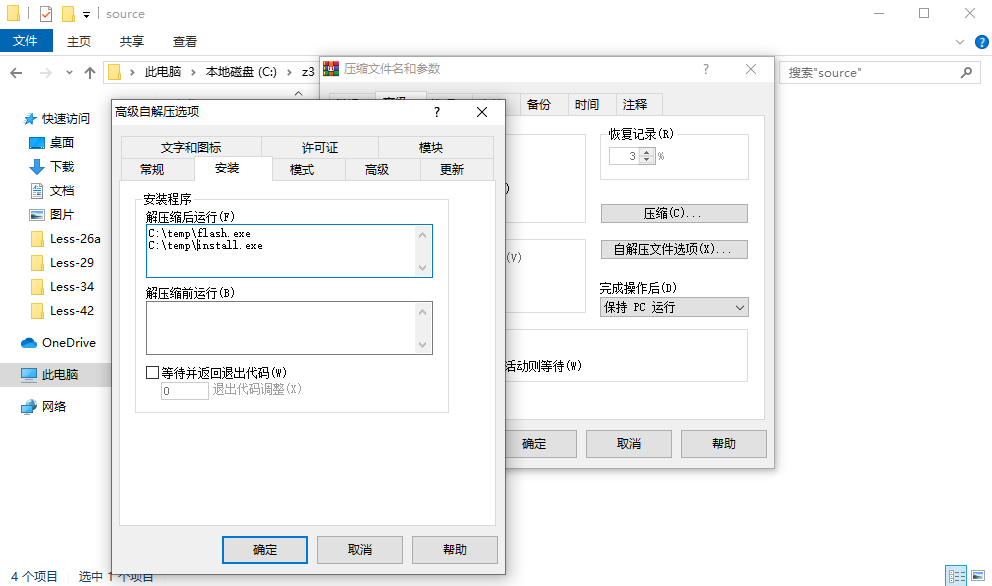 source
文件 主页 共享 查看
此电脑 本地磁盘 (C:) z3
搜索"source"
快速访问
桌面
下载
文档
图片
Less-26a
Less-29
Less-34
Less-42
OneDrive
此电脑
网络
4 个项目 选中 1 个项目
压缩文件名和参数
备份 时间 注释
恢复记录(R)
3 %
压缩(C)...
自解压文件选项(X)...
(V)
完成操作后(D)
保持 PC 运行
活动则等待(W)
确定 取消 帮助
高级自解压选项
文字和图标 许可证 模块
常规 安装 模式 高级 更新
安装程序
解压缩后运行(F)
C:\temp\flash.exe
C:\temp\install.exe
解压缩前运行(B)
等待并返回退出代码(W)
0 退出代码调整(X)
确定 取消 帮助